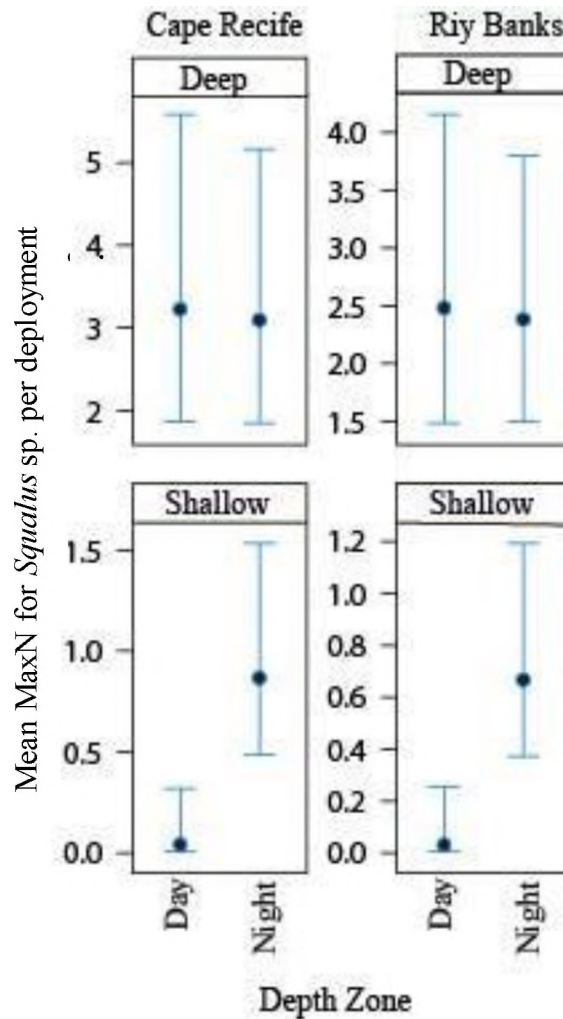 Cape Recife
Riy Banks
Deep
Deep
5
4
3
2
4.0
3.5
3.0
2.5
2.0
1.5
Mean MaxN for Squalus sp. per deployment
Shallow
Shallow
1.5
1.0
0.5
0.0
1.2
1.0
0.8
0.6
0.4
0.2
0.0
Day
Night
Day
Night
Depth Zone